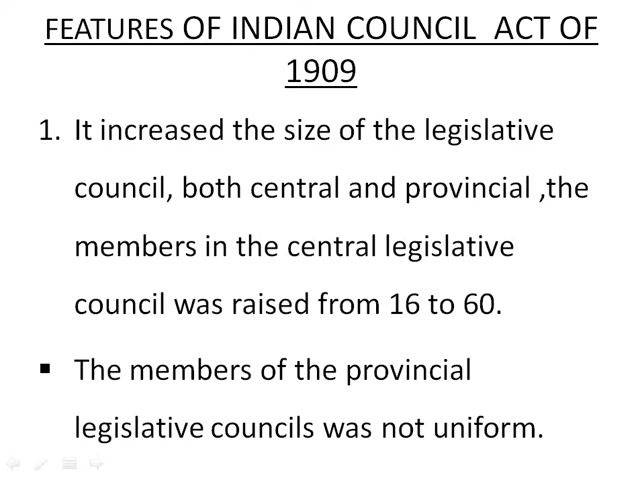 FEATURES OF INDIAN COUNCIL ACT OF
1909
1. It increased the size of the legislative
council, both central and provincial ,the
members in the central legislative
council was raised from 16 to 60.
▪ The members of the provincial
legislative councils was not uniform.